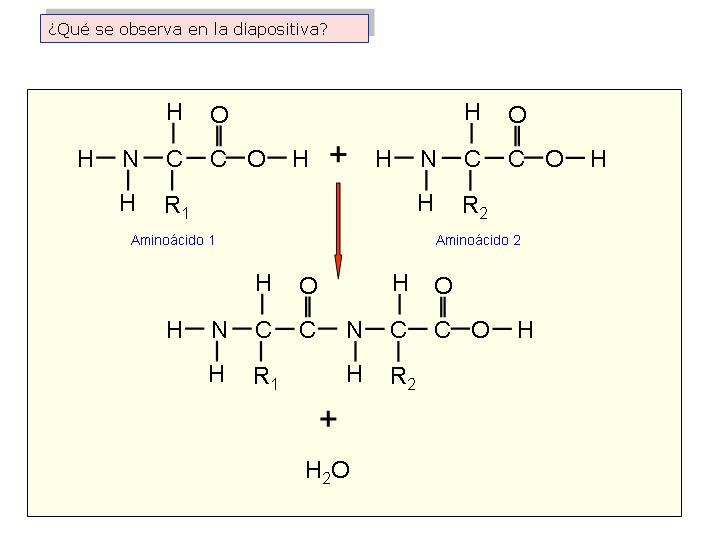 ¿Qué se observa en la diapositiva?
H O H O
H N C C O H + H N C C O H
H R1 H R2
Aminoácido 1 Aminoácido 2
H O H O
H N C C N C C O H
H R1 H R2
+
H2O